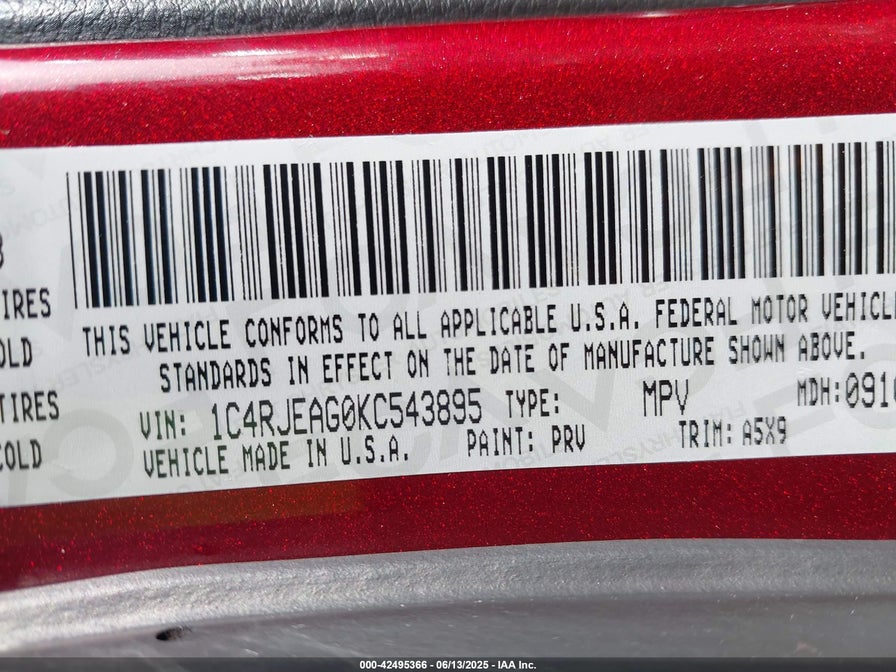 THIS VEHICLE CONFORMS TO ALL APPLICABLE U.S.A. FEDERAL MOTOR VEHICLE
STANDARDS IN EFFECT ON THE DATE OF MANUFACTURE SHOWN ABOVE.
VIN: 1C4RJEAG0KC543895 TYPE: MPV MDH: 091
VEHICLE MADE IN U.S.A. PAINT: PRV TRIM: A5X9
IRES
OLD
TIRES
COLD
000-42495366 - 06/13/2025 - IAA Inc.